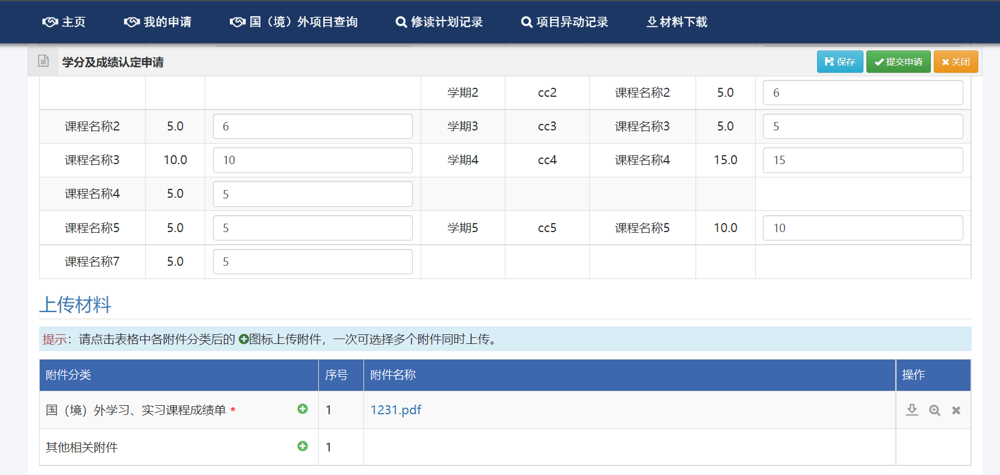 主页 我的申请 国（境）外项目查询 修读计划记录 项目异动记录 材料下载
学分及成绩认定申请 保存 提交申请 关闭
学期2 cc2 课程名称2 5.0 6
课程名称2 5.0 6 学期3 cc3 课程名称3 5.0 5
课程名称3 10.0 10 学期4 cc4 课程名称4 15.0 15
课程名称4 5.0 5
课程名称5 5.0 5 学期5 cc5 课程名称5 10.0 10
课程名称7 5.0 5
上传材料
提示：请点击表格中各附件分类后的 图标上传附件，一次可选择多个附件同时上传。
附件分类 序号 附件名称 操作
国（境）外学习、实习课程成绩单 * 1 1231.pdf
其他相关附件 1